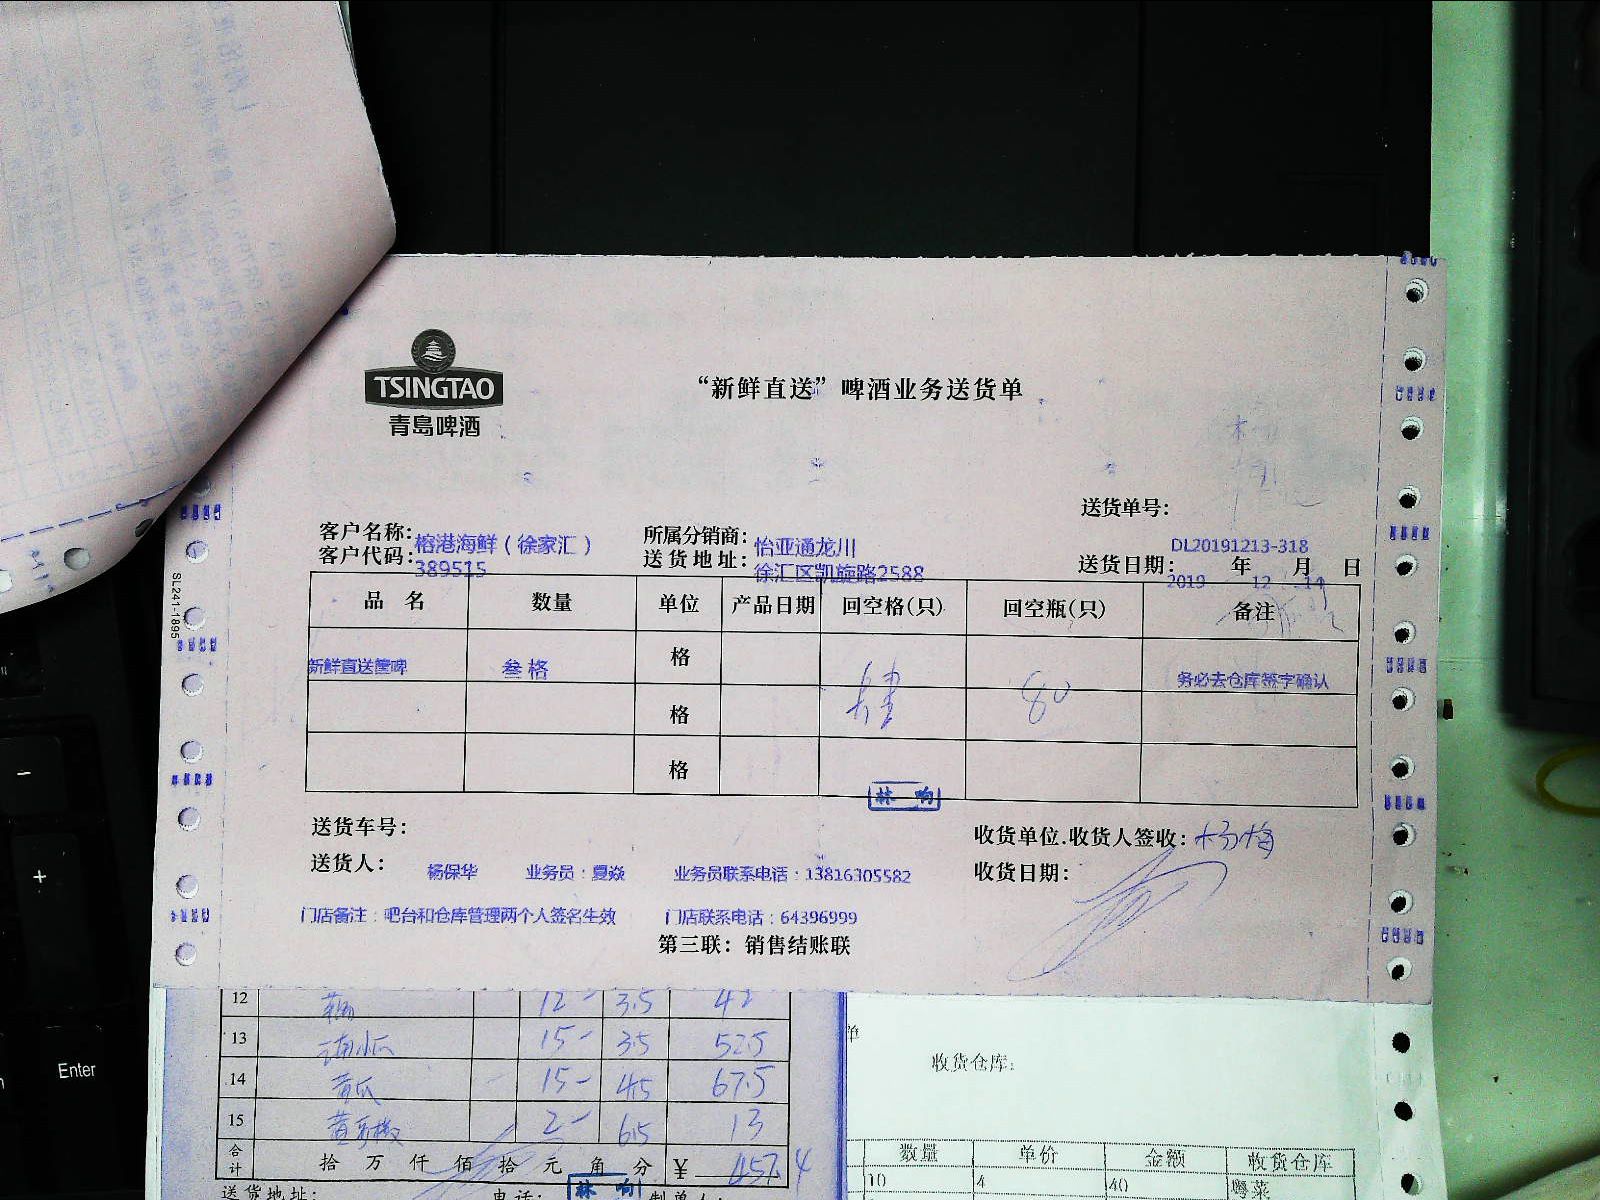 TSINGTAO
青島啤酒
“新鲜直送”啤酒业务送货单
送货单号:
DL20191213-318
客户名称: 榕港海鲜（徐家汇）
所属分销商: 怡亚通龙川
客户代码: 389515
送货地址: 徐汇区凯旋路2588
送货日期: 2019 年 12 月 14 日
品 名 数量 单位 产品日期 回空格(只) 回空瓶(只) 备注
新鲜直送筐啤 叁格 格 务必去仓库签字确认
格 80
格
林 响
送货车号:
收货单位.收货人签收: 杨梅
送货人: 杨保华 业务员：夏焱 业务员联系电话：13816305582
收货日期:
门店备注：吧台和仓库管理两个人签名生效 门店联系电话：64396999
第三联: 销售结账联
SL241-1895
12 12- 3.5 42
13 15- 3.5 52.5
14 黄瓜 15- 4.5 67.5
15 2- 6.5 13
合计 拾 万 仟 佰 拾 元 角 分 ¥ 457.4
送货地址: 电话: 林 响 制单人:
单
收货仓库:
数量 单价 金额 收货仓库
10 4 40 粤菜
−
+
Enter